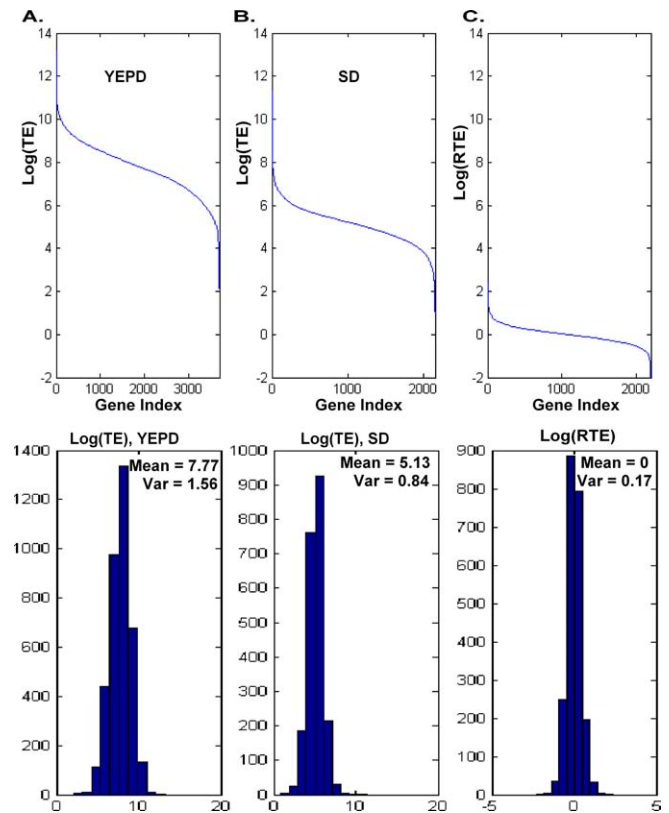 A.
B.
C.
14
12
10
8
6
4
2
0
-2
Log(TE)
YEPD
0 1000 2000 3000
Gene Index
14
12
10
8
6
4
2
0
-2
Log(TE)
SD
0 1000 2000
Gene Index
14
12
10
8
6
4
2
0
-2
Log(RTE)
0 1000 2000
Gene Index
Log(TE), YEPD
Mean = 7.77
Var = 1.56
1400
1200
1000
800
600
400
200
0
0 10 20
Log(TE), SD
Mean = 5.13
Var = 0.84
1000
900
800
700
600
500
400
300
200
100
0
0 10 20
Log(RTE)
Mean = 0
Var = 0.17
900
800
700
600
500
400
300
200
100
0
-5 0 5